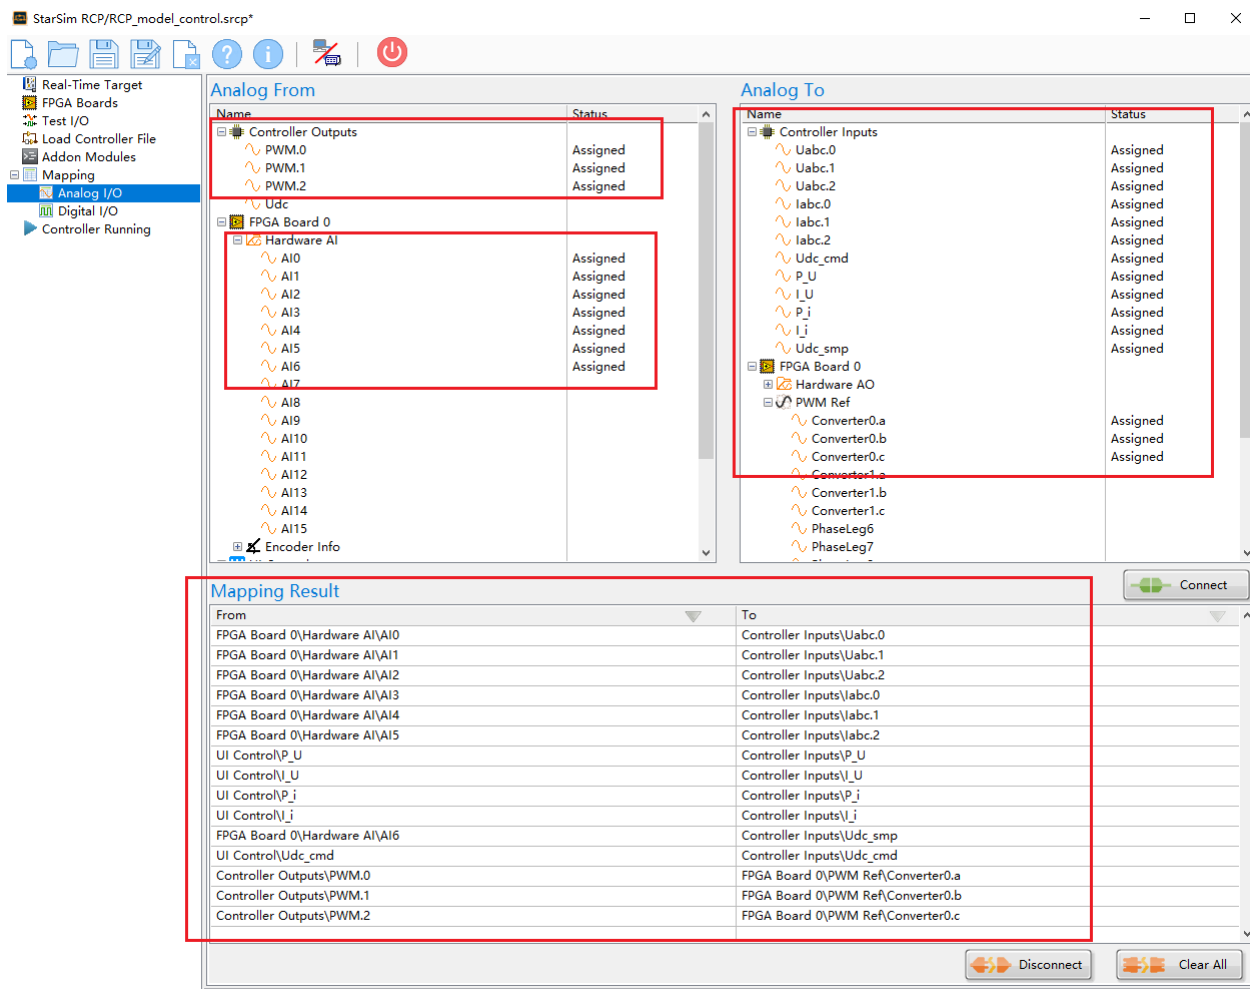 StarSim RCP/RCP_model_control.srcp*
Real-Time Target
FPGA Boards
Test I/O
Load Controller File
Addon Modules
Mapping
Analog I/O
Digital I/O
Controller Running
Analog From
Name Status
Controller Outputs
PWM.0 Assigned
PWM.1 Assigned
PWM.2 Assigned
Udc
FPGA Board 0
Hardware AI
AI0 Assigned
AI1 Assigned
AI2 Assigned
AI3 Assigned
AI4 Assigned
AI5 Assigned
AI6 Assigned
AI7
AI8
AI9
AI10
AI11
AI12
AI13
AI14
AI15
Encoder Info
Analog To
Name Status
Controller Inputs
Uabc.0 Assigned
Uabc.1 Assigned
Uabc.2 Assigned
Iabc.0 Assigned
Iabc.1 Assigned
Iabc.2 Assigned
Udc_cmd Assigned
P_U Assigned
I_U Assigned
P_i Assigned
I_i Assigned
Udc_smp Assigned
FPGA Board 0
Hardware AO
PWM Ref
Converter0.a Assigned
Converter0.b Assigned
Converter0.c Assigned
Converter1.a
Converter1.b
Converter1.c
PhaseLeg6
PhaseLeg7
Connect
Mapping Result
From To
FPGA Board 0\Hardware AI\AI0 Controller Inputs\Uabc.0
FPGA Board 0\Hardware AI\AI1 Controller Inputs\Uabc.1
FPGA Board 0\Hardware AI\AI2 Controller Inputs\Uabc.2
FPGA Board 0\Hardware AI\AI3 Controller Inputs\Iabc.0
FPGA Board 0\Hardware AI\AI4 Controller Inputs\Iabc.1
FPGA Board 0\Hardware AI\AI5 Controller Inputs\Iabc.2
UI Control\P_U Controller Inputs\P_U
UI Control\I_U Controller Inputs\I_U
UI Control\P_i Controller Inputs\P_i
UI Control\I_i Controller Inputs\I_i
FPGA Board 0\Hardware AI\AI6 Controller Inputs\Udc_smp
UI Control\Udc_cmd Controller Inputs\Udc_cmd
Controller Outputs\PWM.0 FPGA Board 0\PWM Ref\Converter0.a
Controller Outputs\PWM.1 FPGA Board 0\PWM Ref\Converter0.b
Controller Outputs\PWM.2 FPGA Board 0\PWM Ref\Converter0.c
Disconnect Clear All